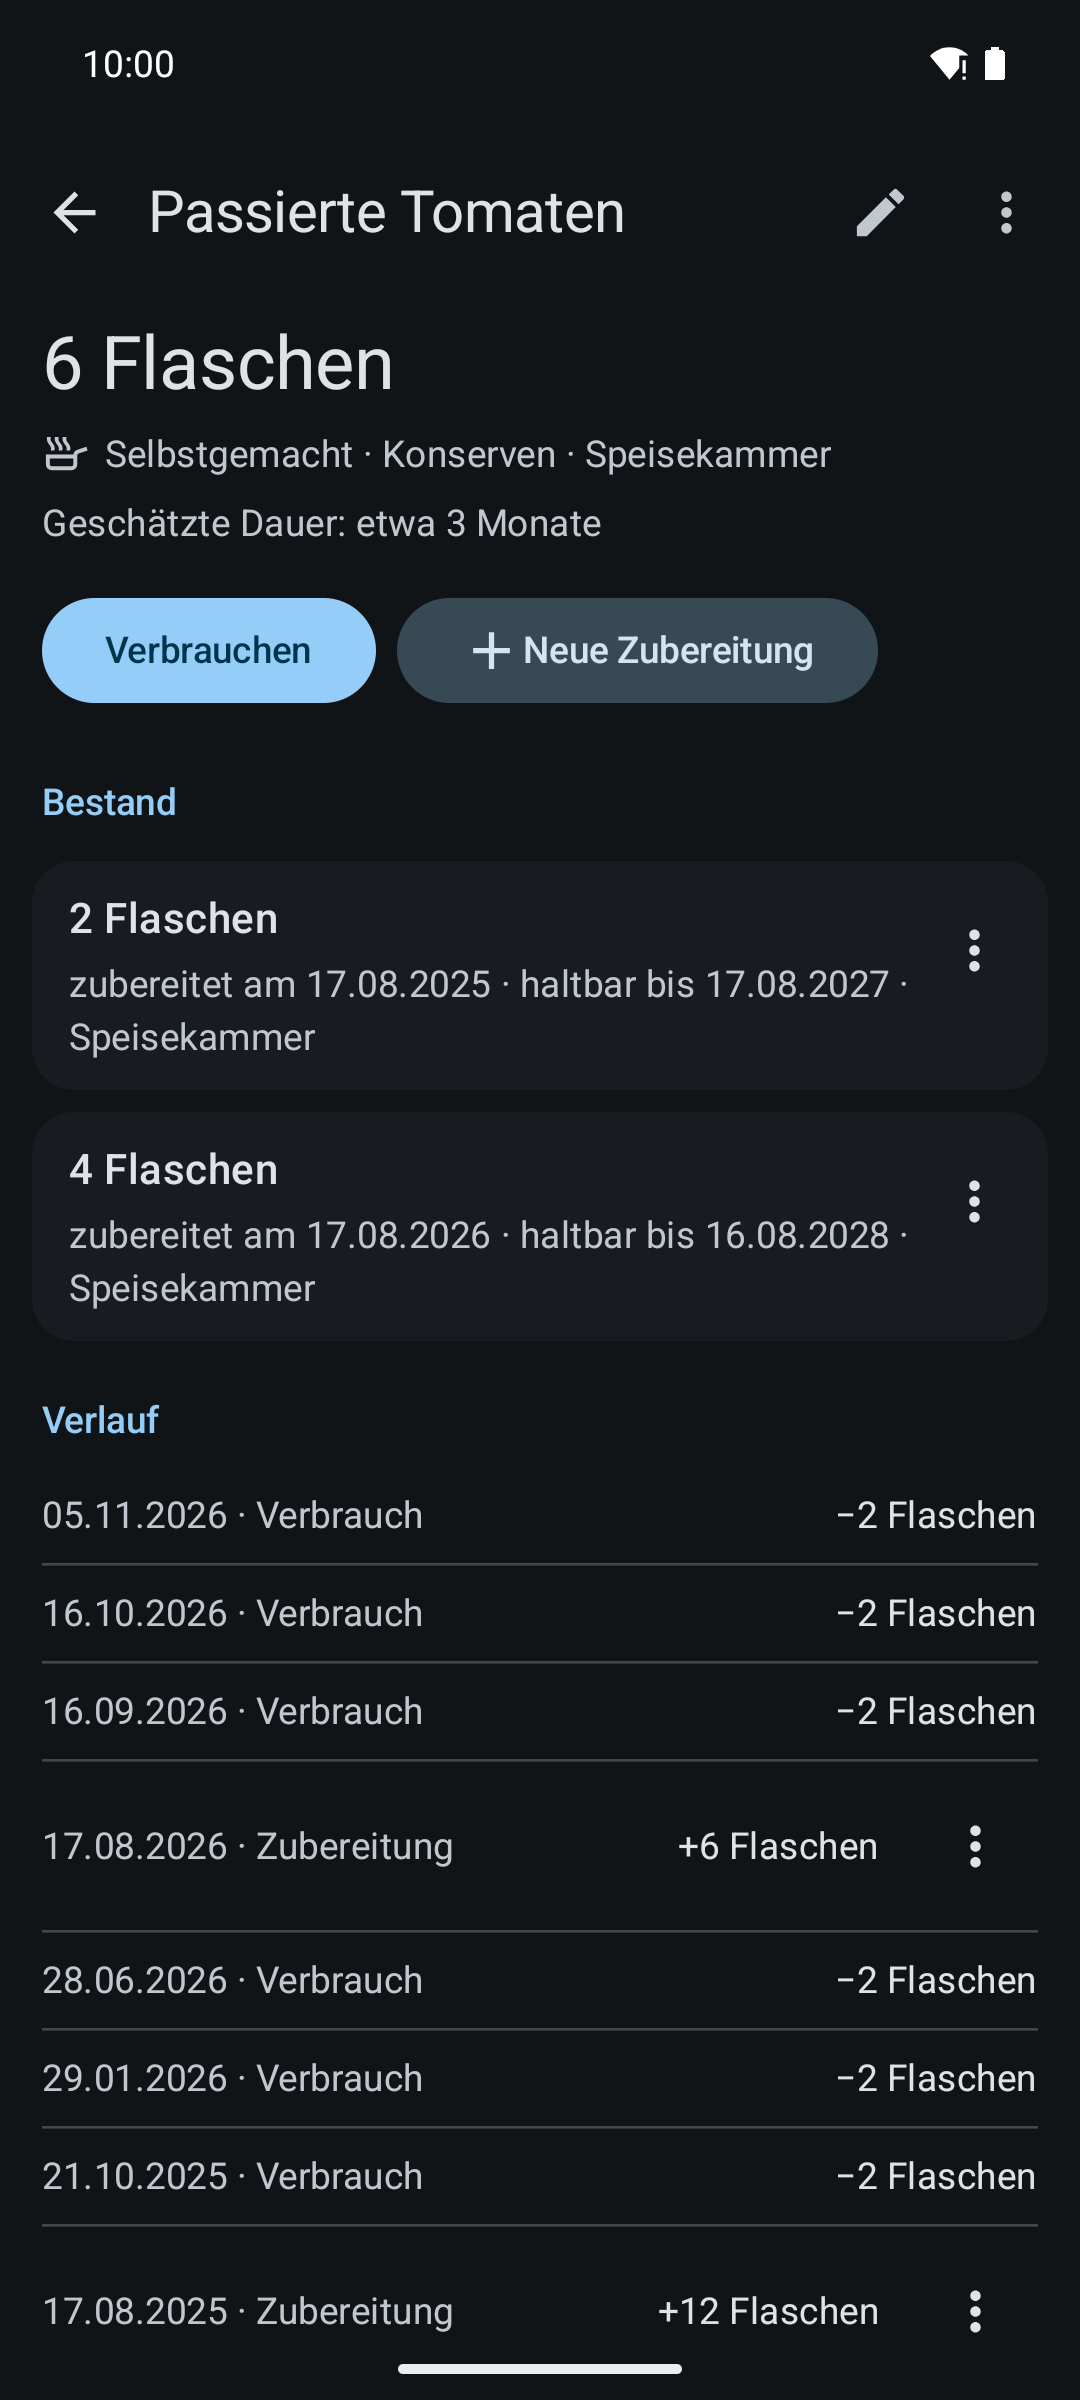 10:00
Passierte Tomaten
6 Flaschen
Selbstgemacht · Konserven · Speisekammer
Geschätzte Dauer: etwa 3 Monate
Verbrauchen
Neue Zubereitung
Bestand
2 Flaschen
zubereitet am 17.08.2025 · haltbar bis 17.08.2027 ·
Speisekammer
4 Flaschen
zubereitet am 17.08.2026 · haltbar bis 16.08.2028 ·
Speisekammer
Verlauf
05.11.2026 · Verbrauch −2 Flaschen
16.10.2026 · Verbrauch −2 Flaschen
16.09.2026 · Verbrauch −2 Flaschen
17.08.2026 · Zubereitung +6 Flaschen
28.06.2026 · Verbrauch −2 Flaschen
29.01.2026 · Verbrauch −2 Flaschen
21.10.2025 · Verbrauch −2 Flaschen
17.08.2025 · Zubereitung +12 Flaschen